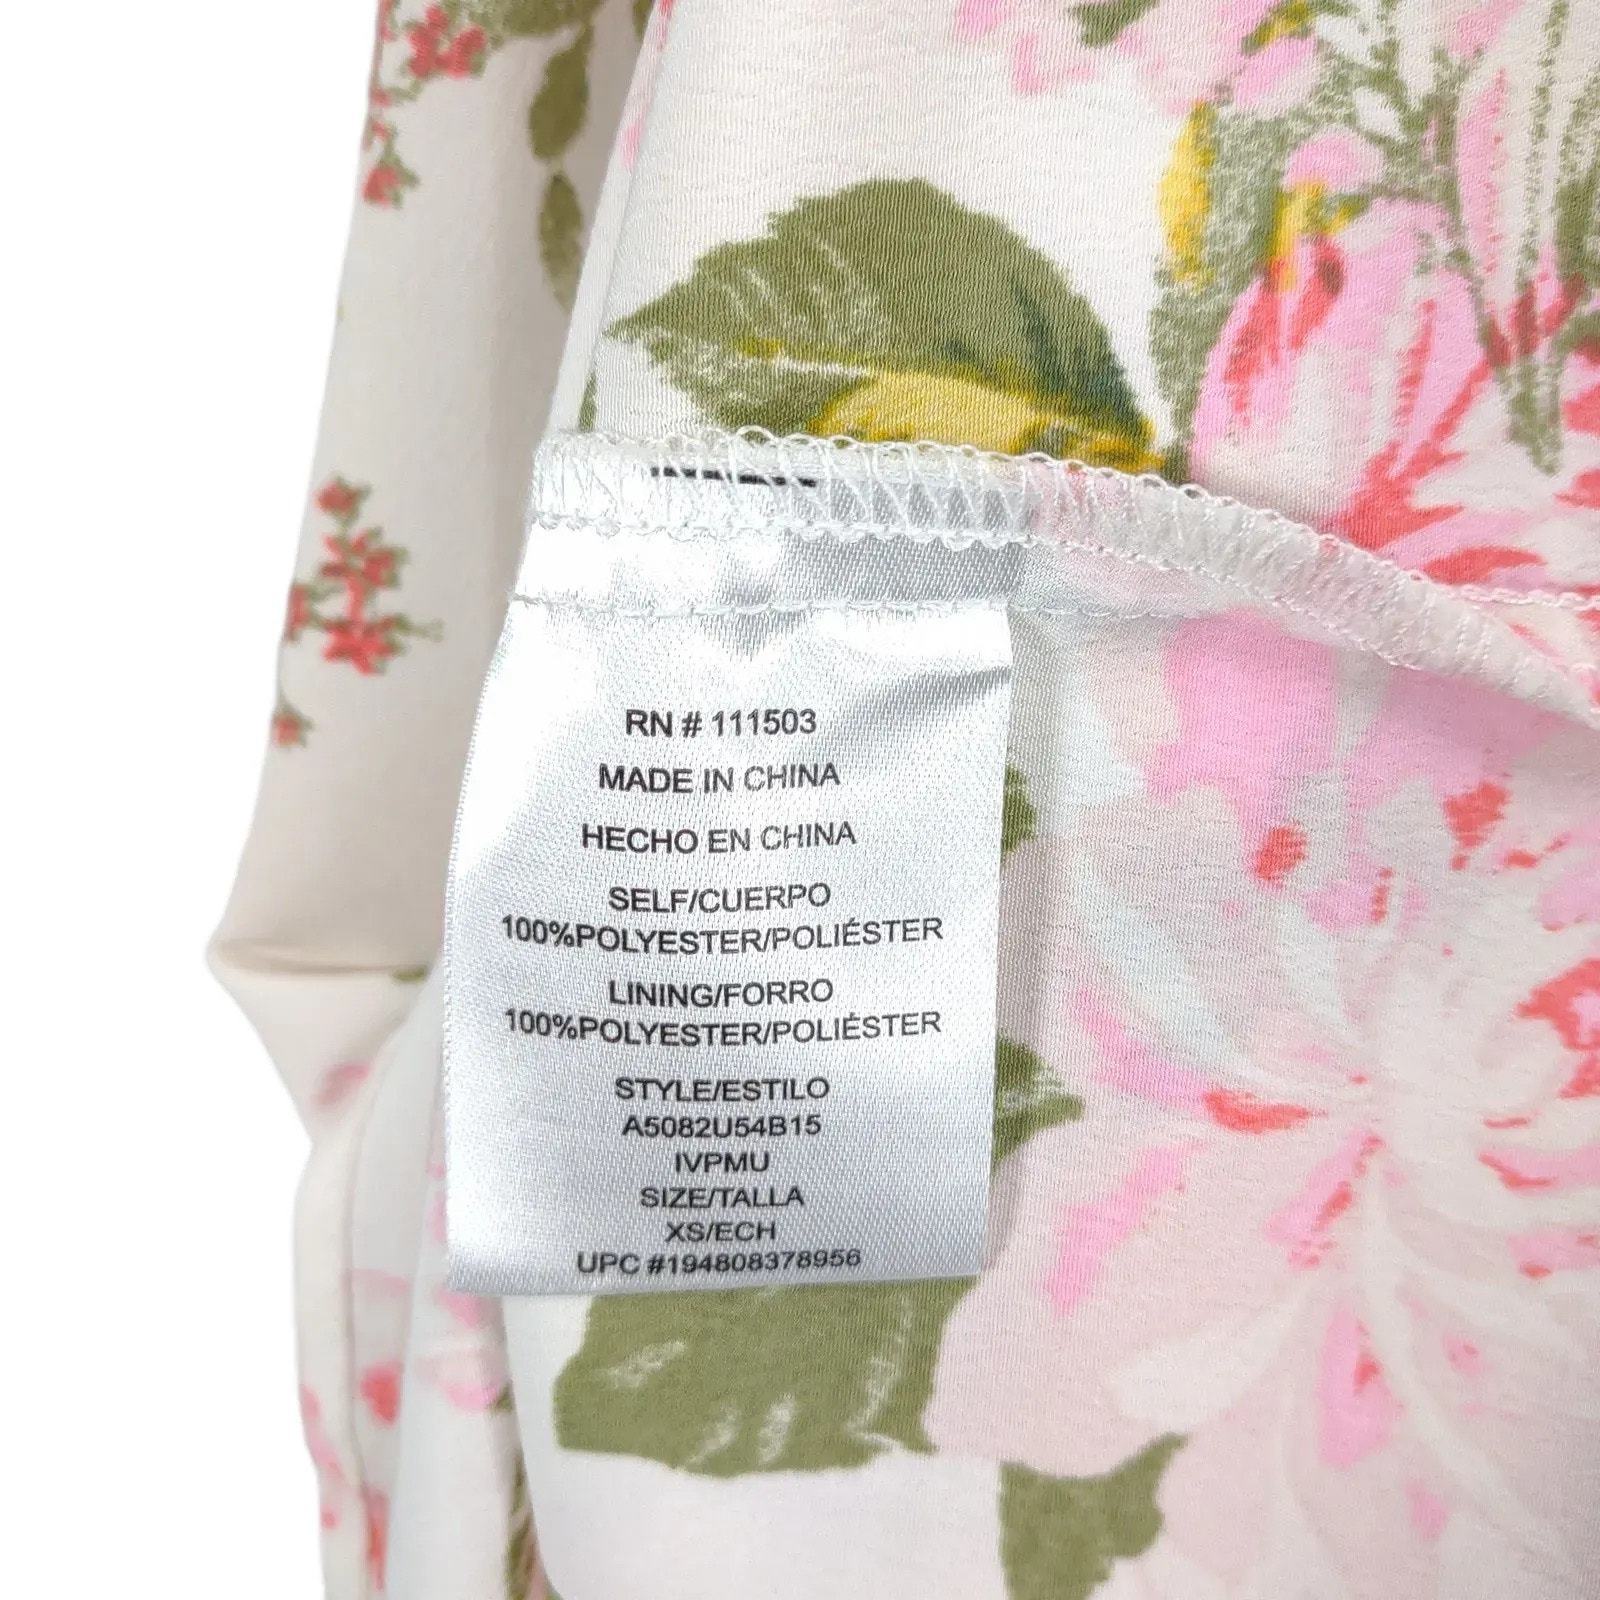 RN # 111503
MADE IN CHINA
HECHO EN CHINA
SELF/CUERPO
100%POLYESTER/POLIÉSTER
LINING/FORRO
100%POLYESTER/POLIÉSTER
STYLE/ESTILO
A5082U54B15
IVPMU
SIZE/TALLA
XS/ECH
UPC #194808378956